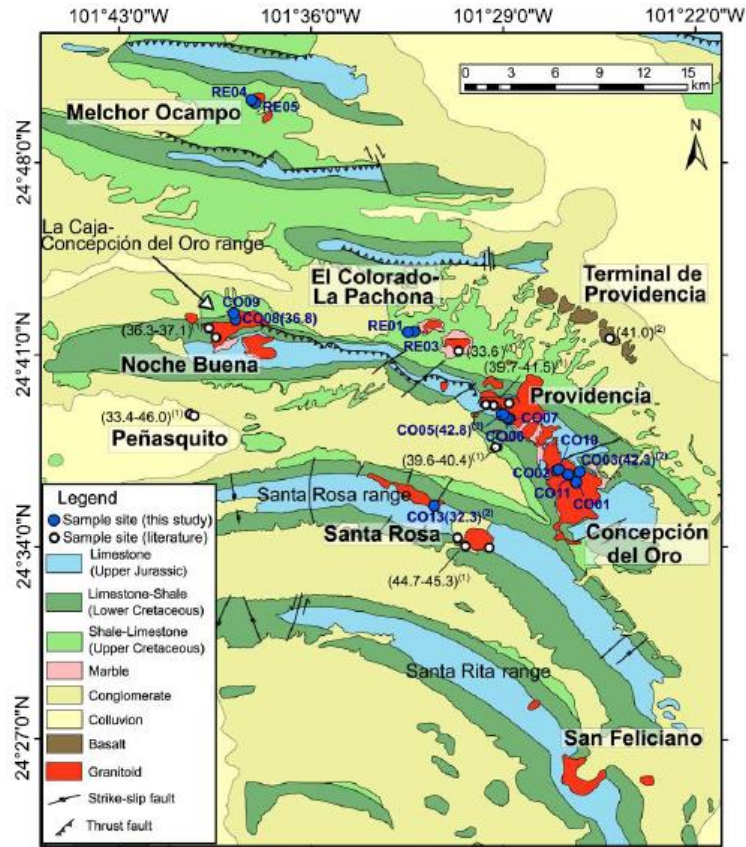 101°43'0"W 101°36'0"W 101°29'0"W 101°22'0"W
24°48'0"N
24°41'0"N
24°34'0"N
24°27'0"N
0 3 6 9 12 15
km
N
RE04
RE05
Melchor Ocampo
La Caja-
Concepción del Oro range
El Colorado-
La Pachona
Terminal de
Providencia
CO09
CO08(36.8)
(36.3-37.1)⁽¹⁾
Noche Buena
RE01
RE03
(33.6)⁽¹⁾
(41.0)⁽²⁾
(39.7-41.5)⁽¹⁾
Providencia
(33.4-46.0)⁽¹⁾
Peñasquito
CO07
CO05(42.8)⁽²⁾
CO06
(39.6-40.4)⁽¹⁾
CO10
CO03(42.3)⁽²⁾
CO02
CO11
CO01
Santa Rosa range
CO13(32.3)⁽²⁾
Santa Rosa
Concepción
del Oro
(44.7-45.3)⁽¹⁾
Santa Rita range
San Feliciano
Legend
Sample site (this study)
Sample site (literature)
Limestone
(Upper Jurassic)
Limestone-Shale
(Lower Cretaceous)
Shale-Limestone
(Upper Cretaceous)
Marble
Conglomerate
Colluvion
Basalt
Granitoid
Strike-slip fault
Thrust fault